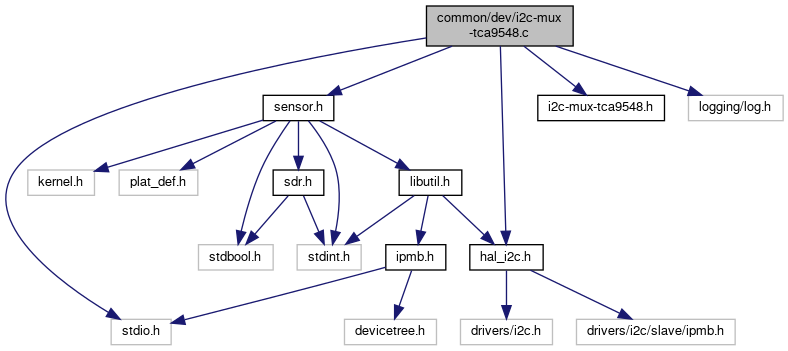 common/dev/i2c-mux
-tca9548.c
sensor.h
i2c-mux-tca9548.h
logging/log.h
kernel.h
plat_def.h
sdr.h
libutil.h
stdbool.h
stdint.h
ipmb.h
hal_i2c.h
stdio.h
devicetree.h
drivers/i2c.h
drivers/i2c/slave/ipmb.h